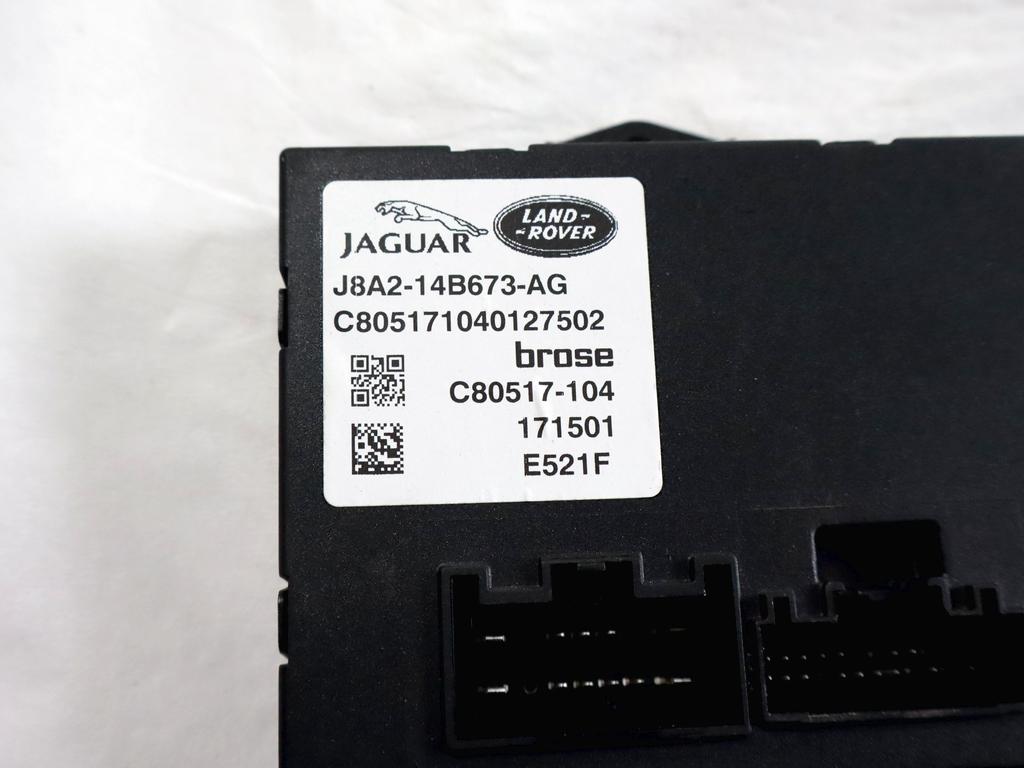 JAGUAR
LAND-
-ROVER
J8A2-14B673-AG
C805171040127502
brose
C80517-104
171501
E521F